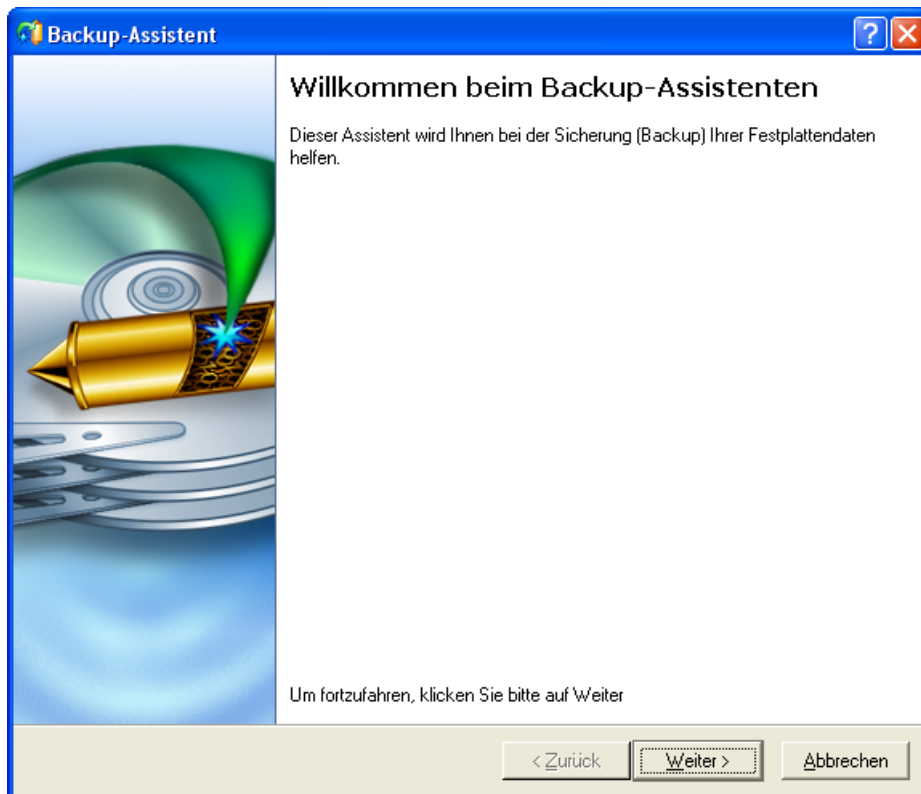 Backup-Assistent
Willkommen beim Backup-Assistenten
Dieser Assistent wird Ihnen bei der Sicherung (Backup) Ihrer Festplattendaten
helfen.
Um fortzufahren, klicken Sie bitte auf Weiter
< Zurück Weiter > Abbrechen